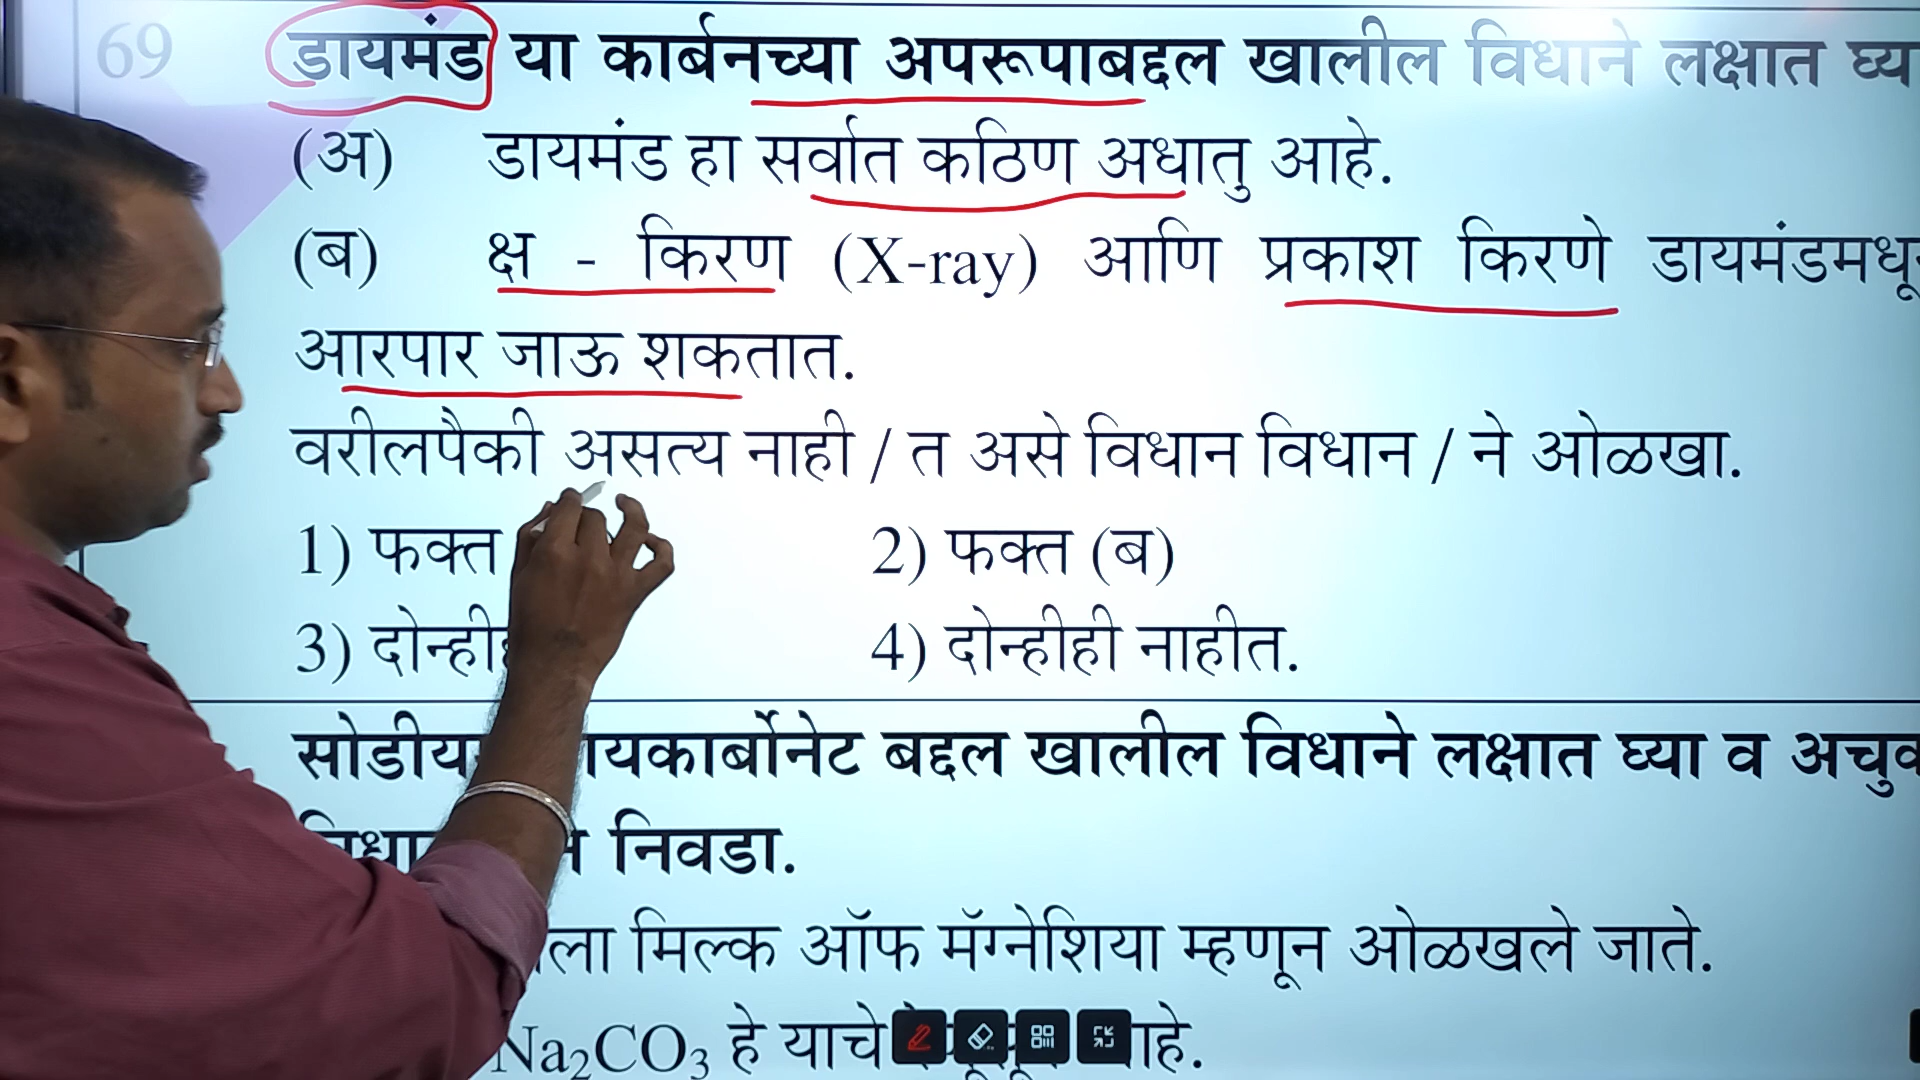 69 डायमंड या कार्बनच्या अपरूपाबद्दल खालील विधाने लक्षात घ्या
(अ) डायमंड हा सर्वात कठिण अधातु आहे.
(ब) क्ष - किरण (X-ray) आणि प्रकाश किरणे डायमंडमधून
आरपार जाऊ शकतात.
वरीलपैकी असत्य नाही / त असे विधान विधान / ने ओळखा.
1) फक्त 2) फक्त (ब)
3) दोन्हीही 4) दोन्हीही नाहीत.
बद्दल खालील विधाने लक्षात घ्या व
निवडा.
मिल्क ऑफ मॅग्नेशिया म्हणून ओळखले जाते.
Na₂CO₃ हे याचे